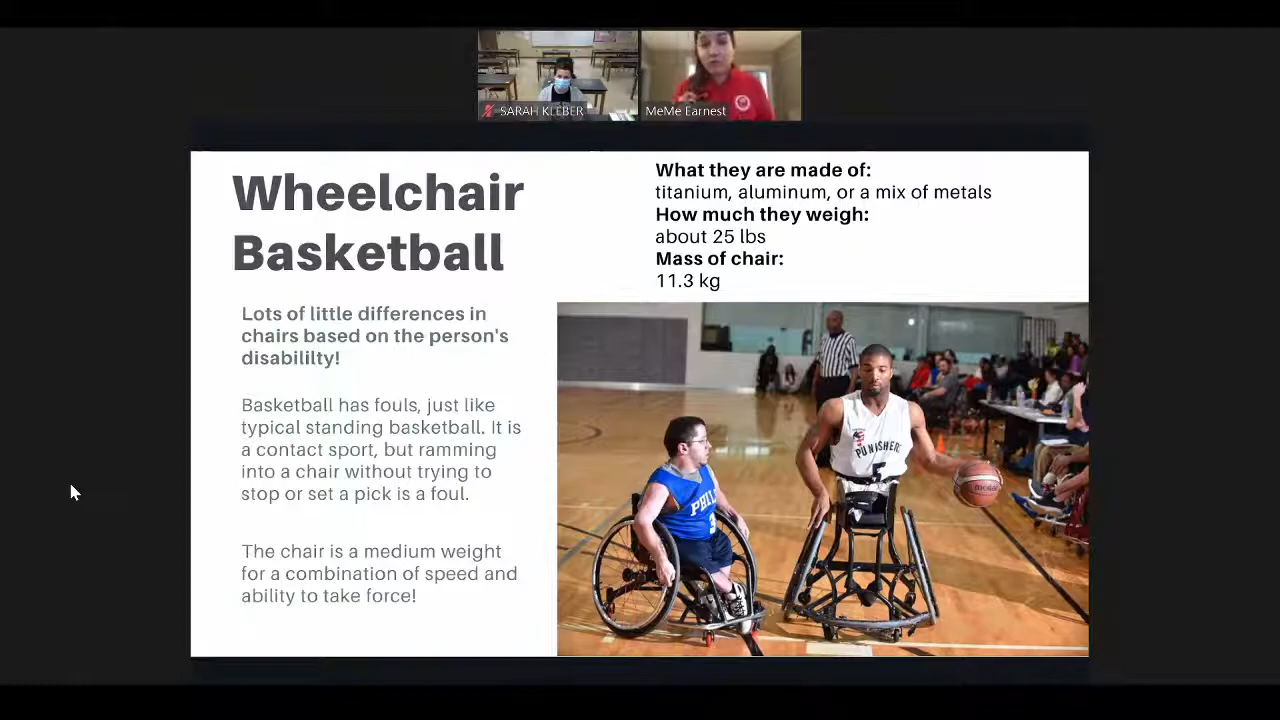 SARAH KLEBER
MeMe Earnest
Wheelchair
Basketball
What they are made of:
titanium, aluminum, or a mix of metals
How much they weigh:
about 25 lbs
Mass of chair:
11.3 kg
Lots of little differences in
chairs based on the person's
disabililty!
Basketball has fouls, just like
typical standing basketball. It is
a contact sport, but ramming
into a chair without trying to
stop or set a pick is a foul.
The chair is a medium weight
for a combination of speed and
ability to take force!
PHIL
3
PUNISHER
5
molten